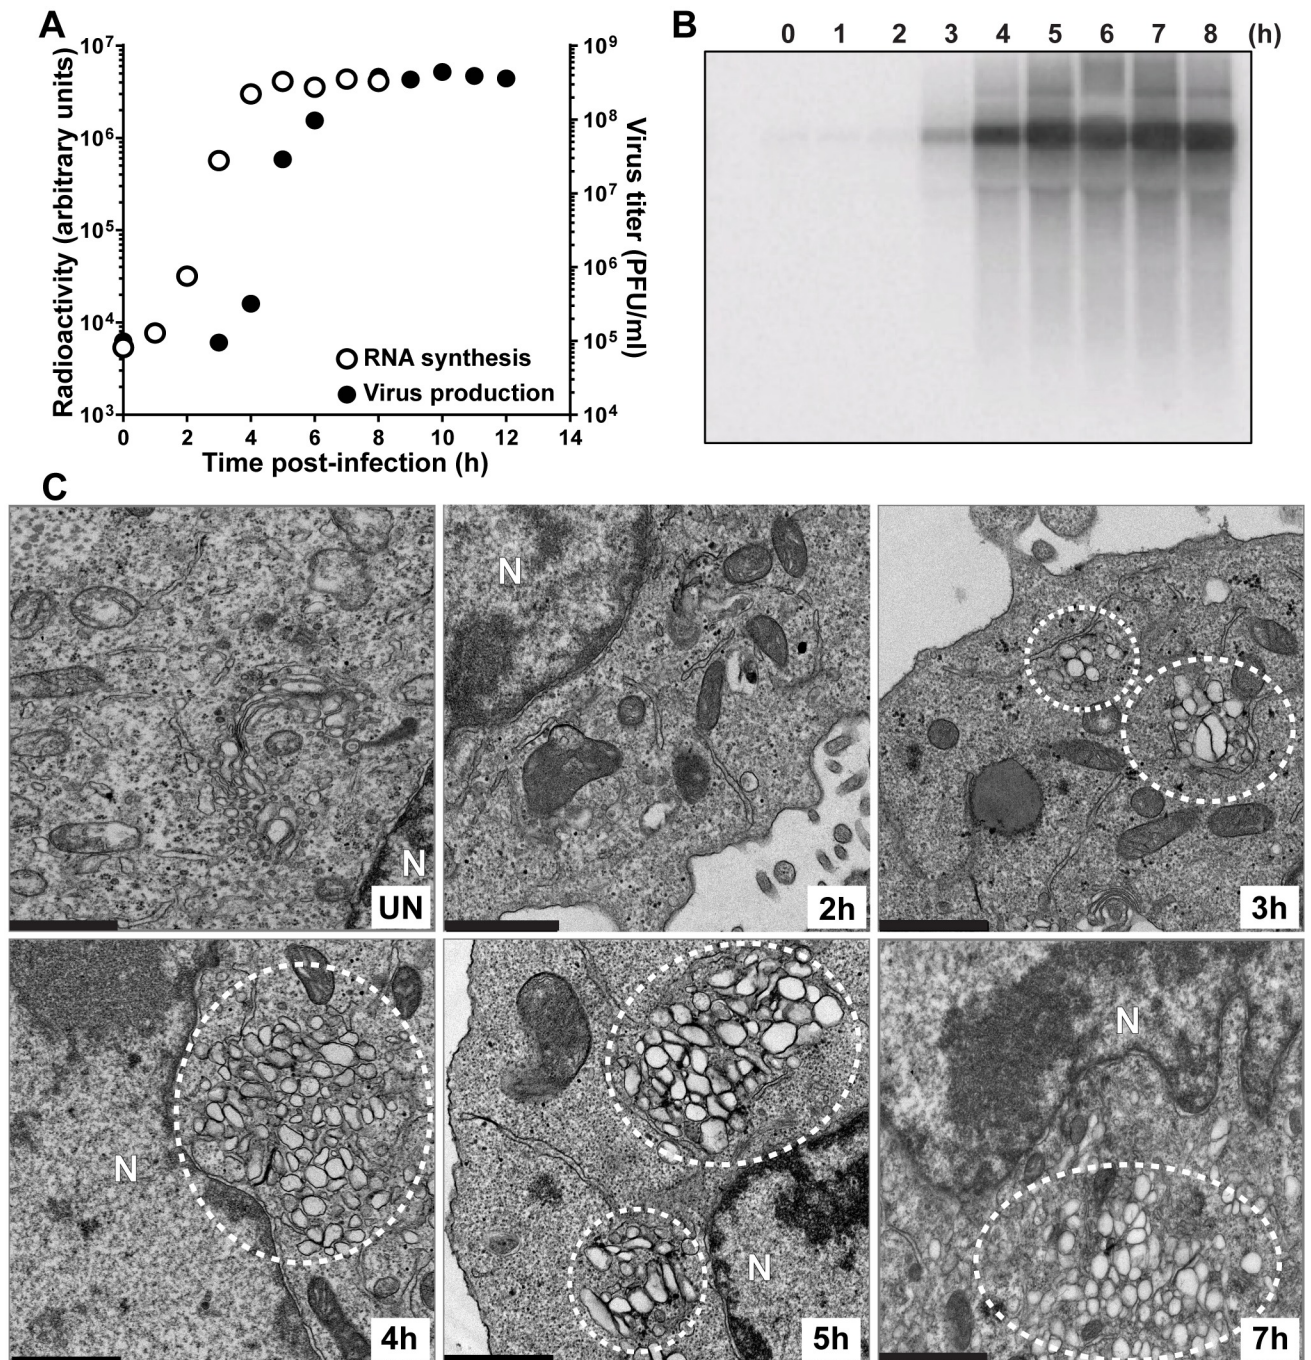 A
Radioactivity (arbitrary units)
10⁷
10⁶
10⁵
10⁴
10³
10⁹
10⁸
10⁷
10⁶
10⁵
10⁴
Virus titer (PFU/ml)
RNA synthesis
Virus production
0 2 4 6 8 10 12 14
Time post-infection (h)
B
0 1 2 3 4 5 6 7 8 (h)
C
N
UN
N
2h
3h
N
4h
N
5h
N
7h